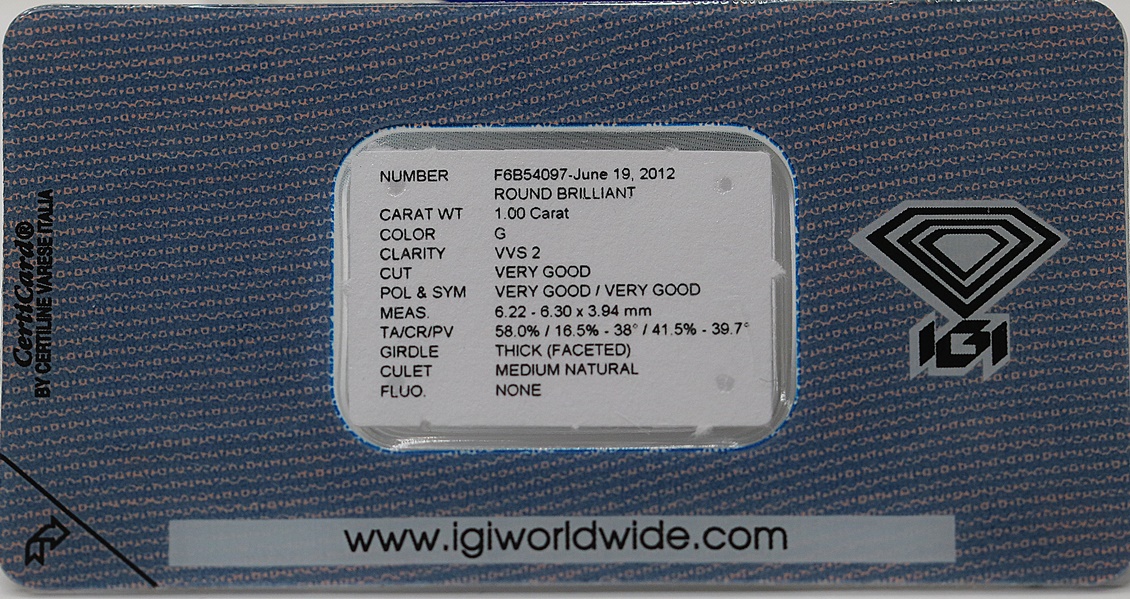 CertiCard®
BY CERTILINE VARESE ITALIA
NUMBER F6B54097-June 19, 2012
ROUND BRILLIANT
CARAT WT 1.00 Carat
COLOR G
CLARITY VVS 2
CUT VERY GOOD
POL & SYM VERY GOOD / VERY GOOD
MEAS. 6.22 - 6.30 x 3.94 mm
TA/CR/PV 58.0% / 16.5% - 38° / 41.5% - 39.7°
GIRDLE THICK (FACETED)
CULET MEDIUM NATURAL
FLUO. NONE
IGI
www.igiworldwide.com